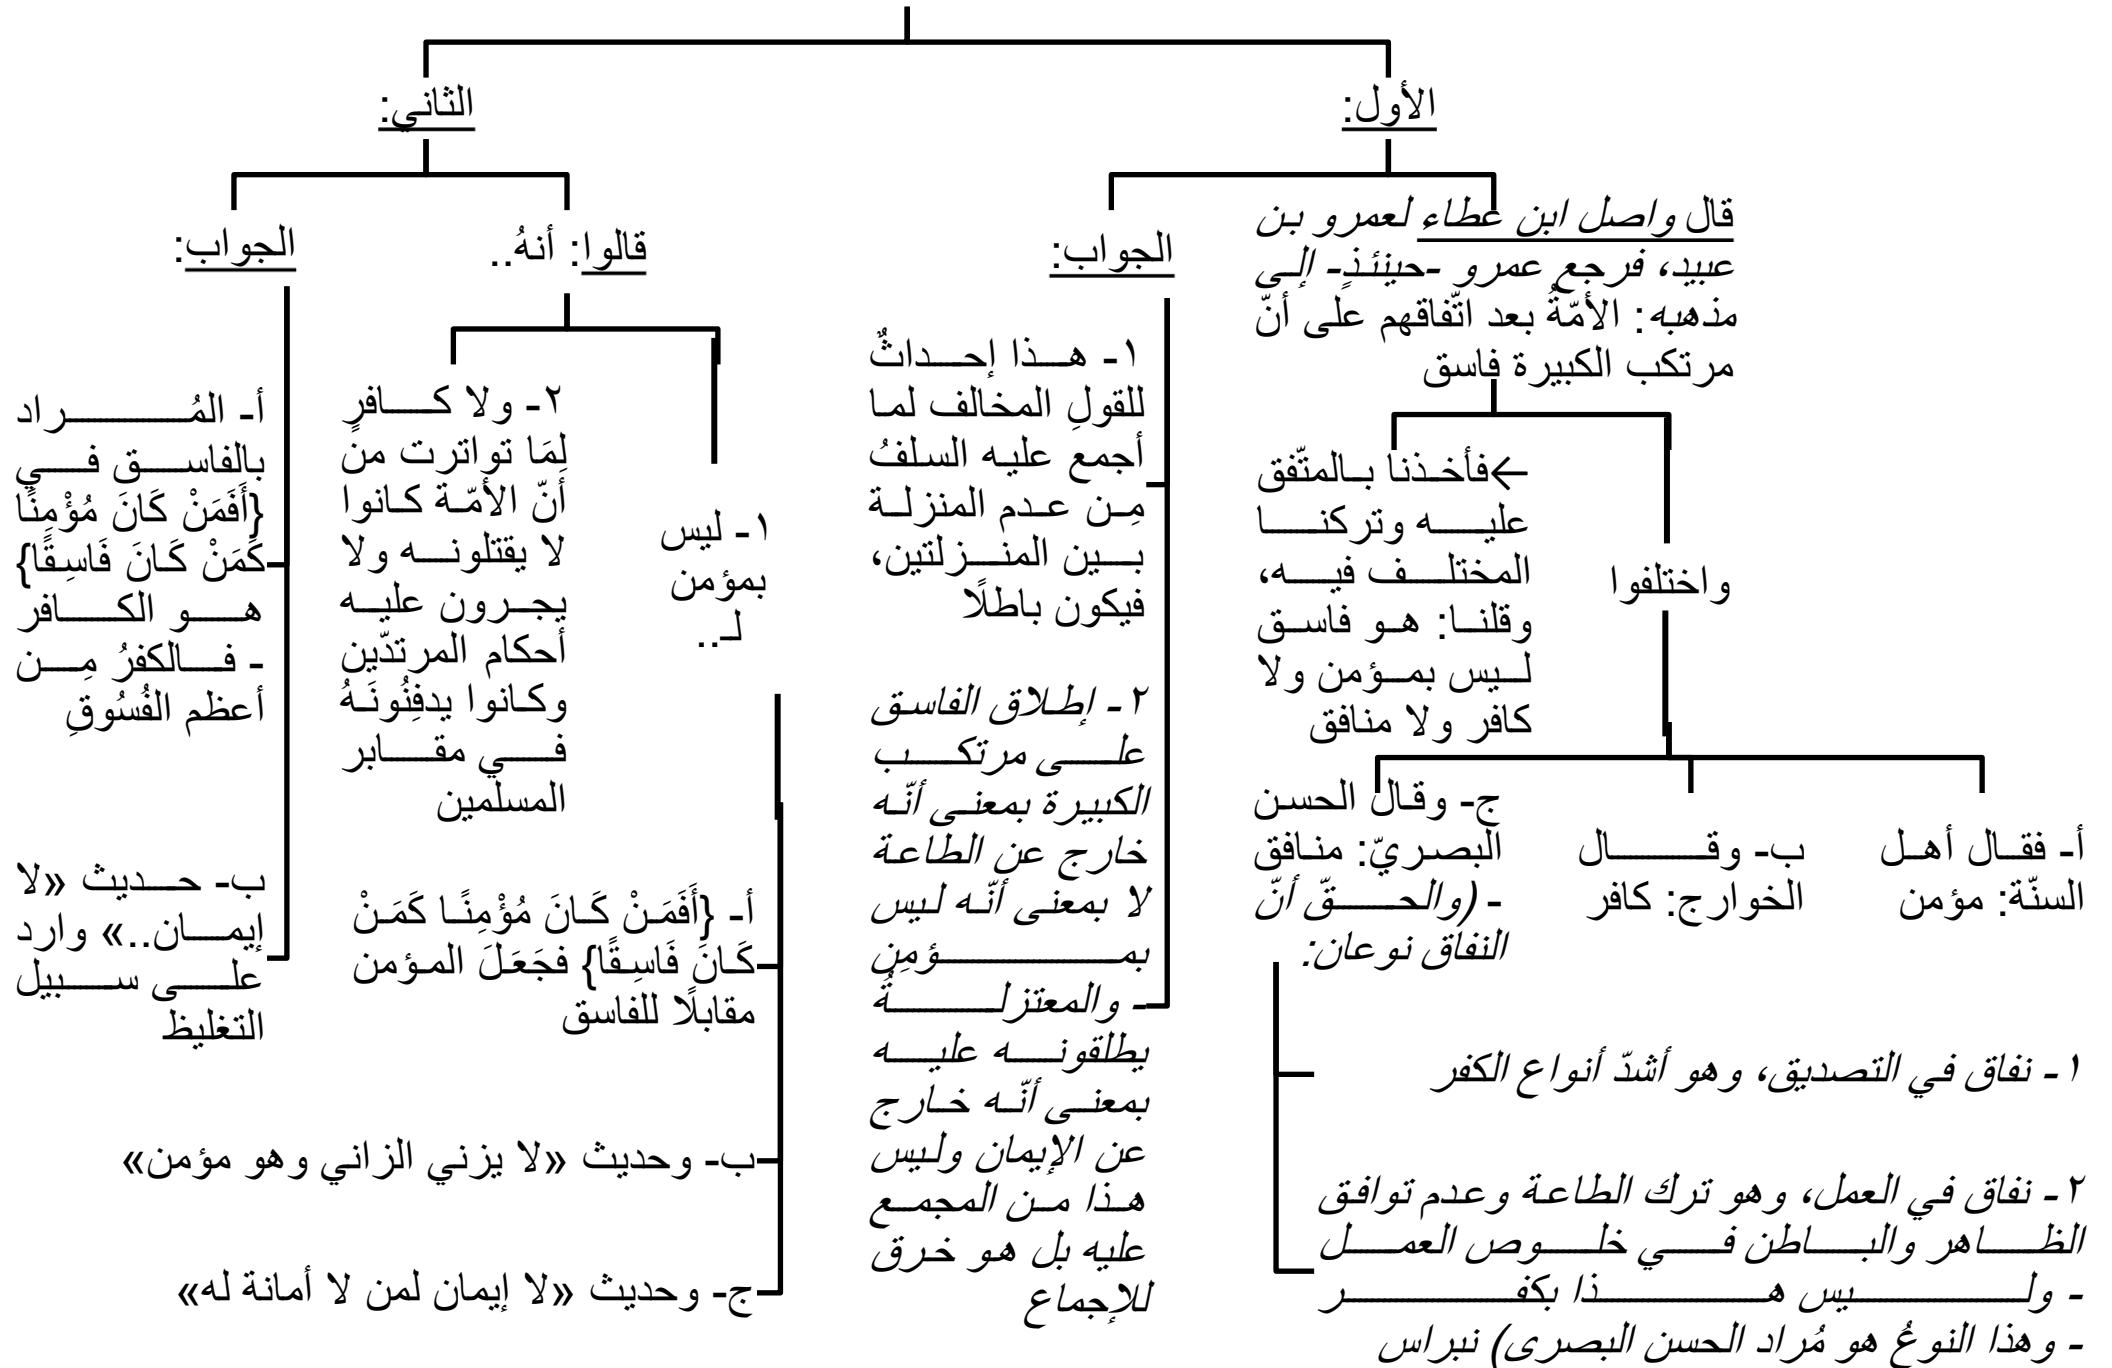 الأول:
قال واصل ابن عطاء لعمرو بن
عبيد، فرجع عمرو -حينئذٍ- إلى
مذهبه: الأمّةُ بعد اتّفاقهم على أنّ
مرتكب الكبيرة فاسق
واختلفوا
أ- فقال أهل
السنّة: مؤمن
ب- وقال
الخوارج: كافر
ج- وقال الحسن
البصريّ: منافق
- (والحقّ أنّ
النفاق نوعان:
١- نفاق في التصديق، وهو أشدّ أنواع الكفر
٢- نفاق في العمل، وهو ترك الطاعة وعدم توافق
الظاهر والباطن في خلوص العمل
- وليس هذا بكفر
- وهذا النوعُ هو مُراد الحسن البصرى) نبراس
←فأخذنا بالمتّفق
عليه وتركنا
المختلف فيه،
وقلنا: هو فاسق
ليس بمؤمن ولا
كافر ولا منافق
الجواب:
١- هذا إحداثٌ
للقولِ المخالف لما
أجمع عليه السلفُ
مِن عدم المنزلة
بين المنزلتين،
فيكون باطلًا
٢- إطلاق الفاسق
على مرتكب
الكبيرة بمعنى أنّه
خارج عن الطاعة
لا بمعنى أنّه ليس
بمؤمِنٍ
- والمعتزلةُ
يطلقونه عليه
بمعنى أنّه خارج
عن الإيمان وليس
هذا من المجمع
عليه بل هو خرق
للإجماع
الثاني:
قالوا: أنهُ..
١- ليس
بمؤمن
لـ..
أ- {أَفَمَنْ كَانَ مُؤْمِنًا كَمَنْ
كَانَ فَاسِقًا} فجَعَلَ المؤمن
مقابلًا للفاسق
ب- وحديث «لا يزني الزاني وهو مؤمن»
ج- وحديث «لا إيمان لمن لا أمانة له»
٢- ولا كافرٍ
لِمَا تواترت من
أنّ الأمّة كانوا
لا يقتلونه ولا
يجرون عليه
أحكام المرتدّين
وكانوا يدفِنُونَهُ
في مقابر
المسلمين
الجواب:
أ- المُراد
بالفاسق في
{أَفَمَنْ كَانَ مُؤْمِنًا
كَمَنْ كَانَ فَاسِقًا}
هو الكافر
- فالكفرُ مِن
أعظم الفُسُوقِ
ب- حديث «لا
إيمان..» وارد
على سبيل
التغليظ